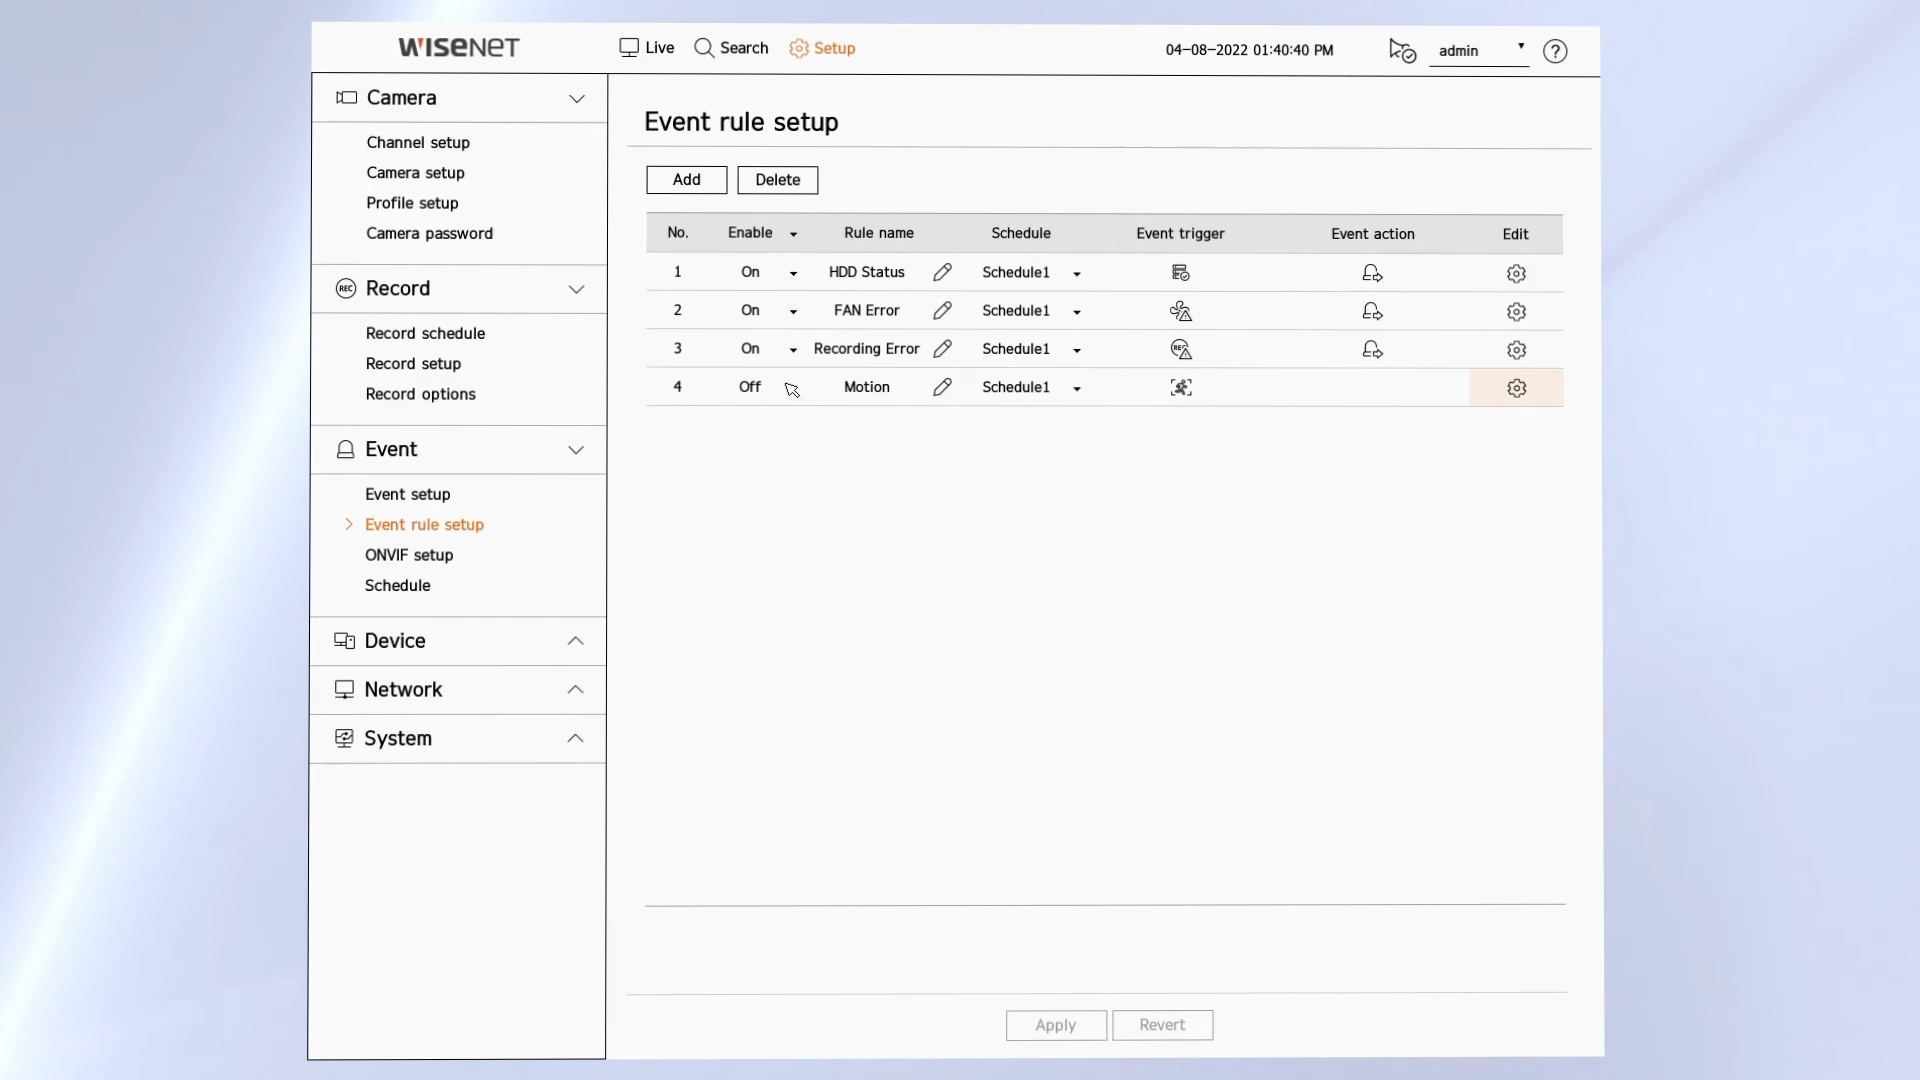 WISENET
Live Search Setup
04-08-2022 01:40:40 PM
admin
?
Camera
Channel setup
Camera setup
Profile setup
Camera password
REC Record
Record schedule
Record setup
Record options
Event
Event setup
Event rule setup
ONVIF setup
Schedule
Device
Network
System
Event rule setup
Add Delete
No. Enable Rule name Schedule Event trigger Event action Edit
1 On HDD Status Schedule1
2 On FAN Error Schedule1
3 On Recording Error Schedule1 REC
4 Off Motion Schedule1
Apply Revert